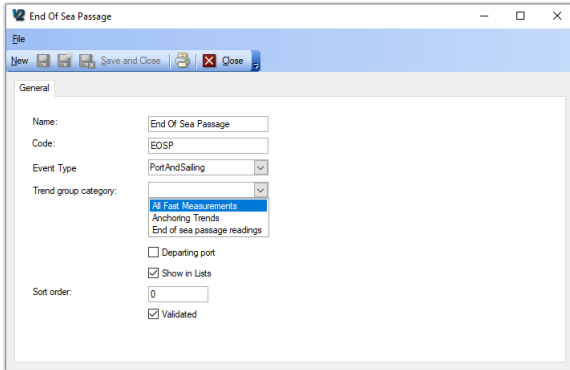 V2 End Of Sea Passage
File
New Save and Close Close
General
Name: End Of Sea Passage
Code: EOSP
Event Type PortAndSailing
Trend group category:
All Fast Measurements
Anchoring Trends
End of sea passage readings
Departing port
Show in Lists
Sort order: 0
Validated